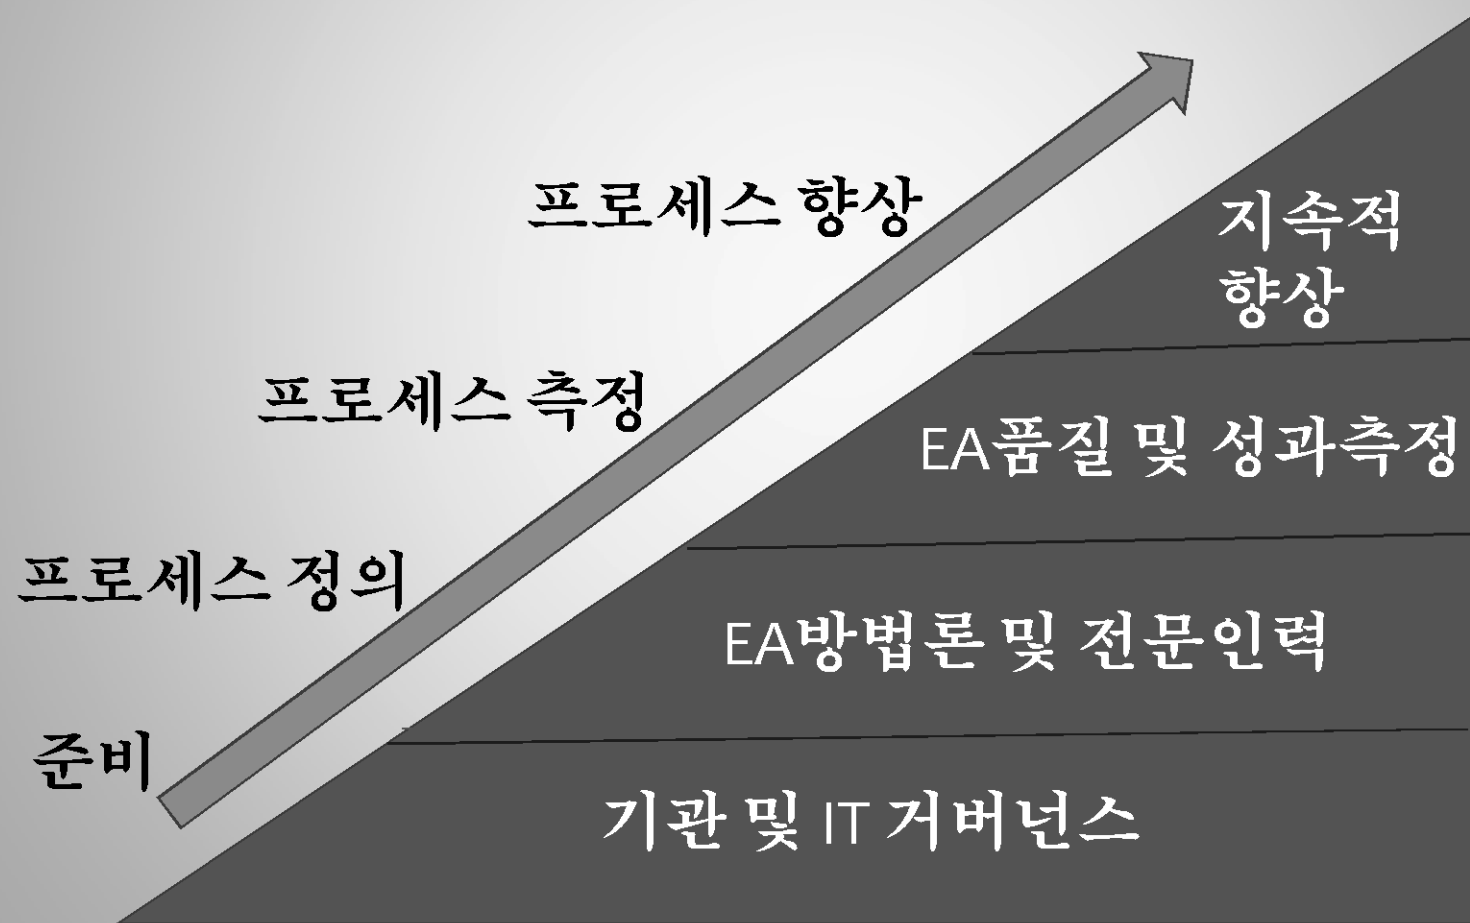 프로세스 향상
지속적
향상
프로세스 측정
EA품질 및 성과측정
프로세스 정의
EA방법론 및 전문인력
준비
기관 및 IT 거버넌스